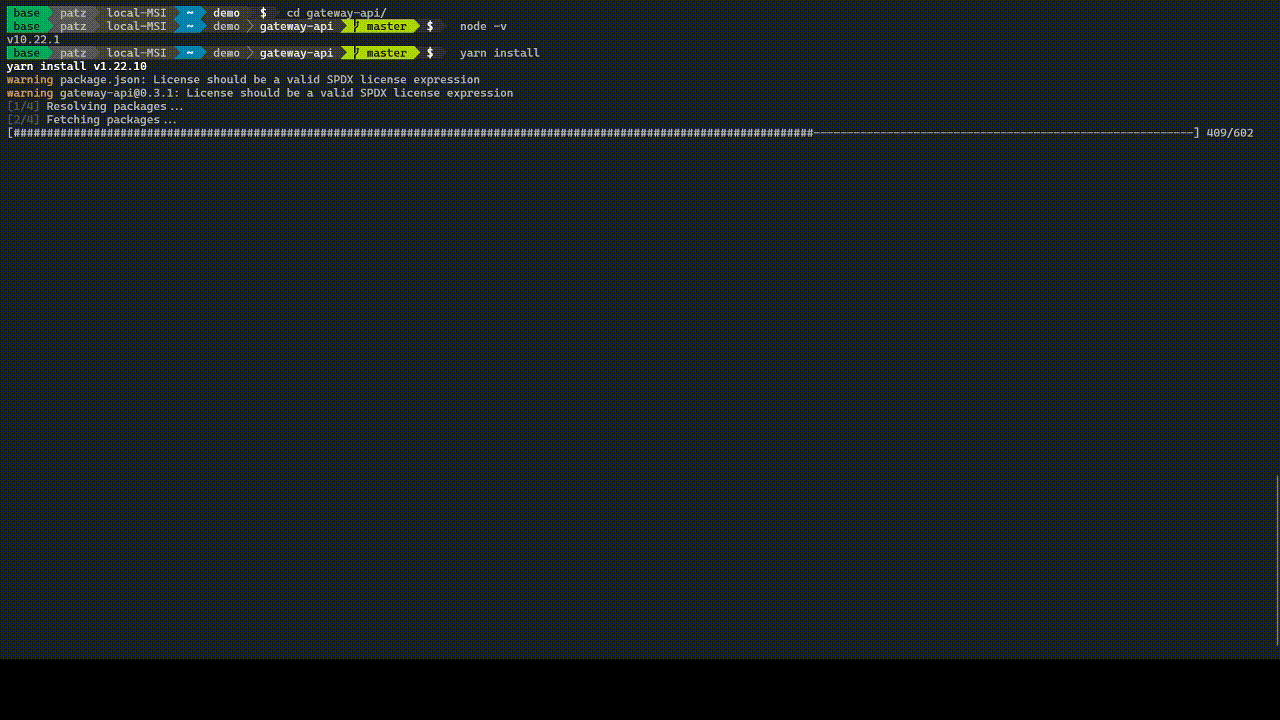 base patz local-MSI ~ demo $ cd gateway-api/
base patz local-MSI ~ demo gateway-api master $ node -v
v10.22.1
base patz local-MSI ~ demo gateway-api master $ yarn install
yarn install v1.22.10
warning package.json: License should be a valid SPDX license expression
warning gateway-api@0.3.1: License should be a valid SPDX license expression
[1/4] Resolving packages...
[2/4] Fetching packages...
[########################################################################################################################---------------------------------------------------------] 409/602